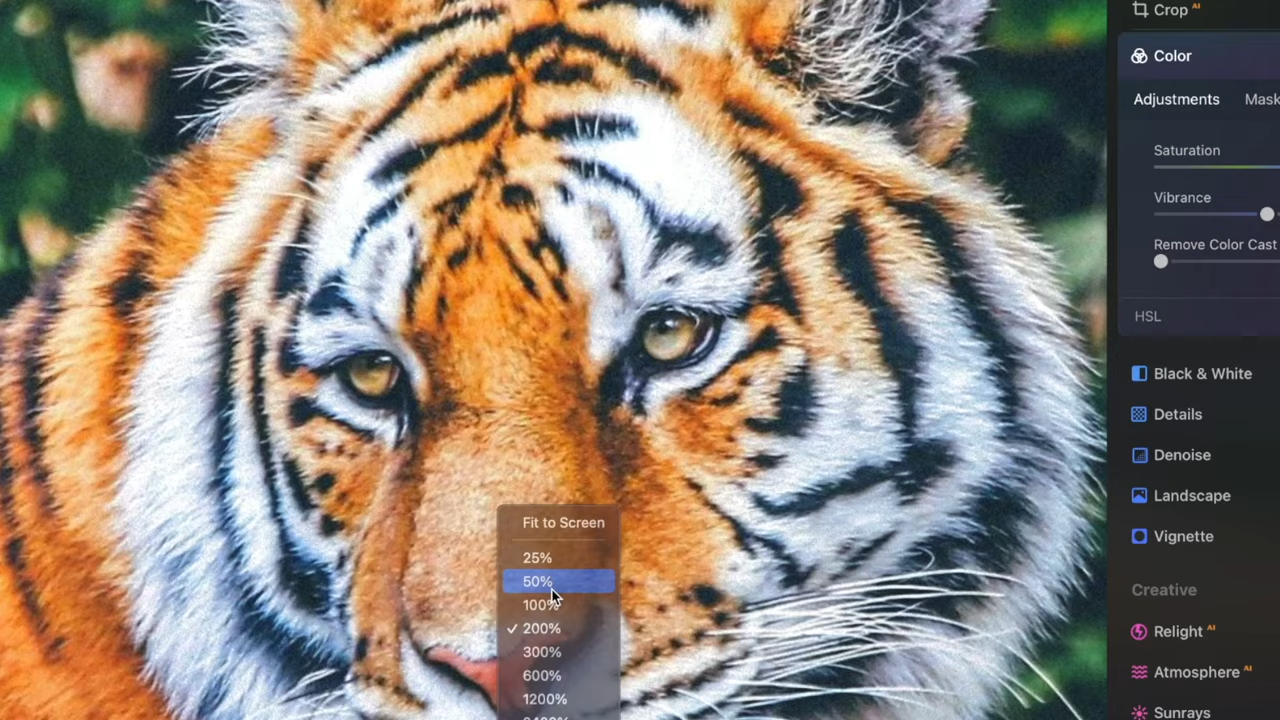 Crop AI
Color
Adjustments Mask
Saturation
Vibrance
Remove Color Cast
HSL
Black & White
Details
Denoise
Landscape
Vignette
Creative
Relight AI
Atmosphere AI
Sunrays
Fit to Screen
25%
50%
100%
200%
300%
600%
1200%